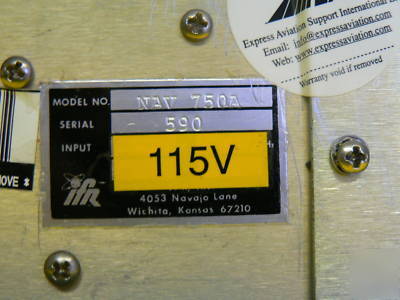 Express Aviation Support International
Email: info@expressaviation.com
Web: www.expressaviation.com
Warranty void if removed
MODEL NO. NAV 750A
SERIAL 590
INPUT
115V
IFR
4053 Navajo Lane
Wichita, Kansas 67210
MOVE *